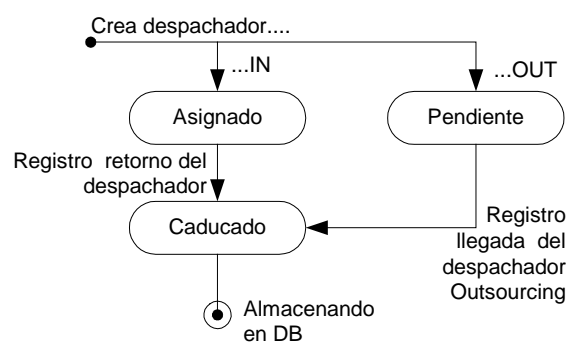 Crea despachador....
...IN
...OUT
Asignado
Pendiente
Registro retorno del
despachador
Caducado
Registro
llegada del
despachador
Outsourcing
Almacenando
en DB